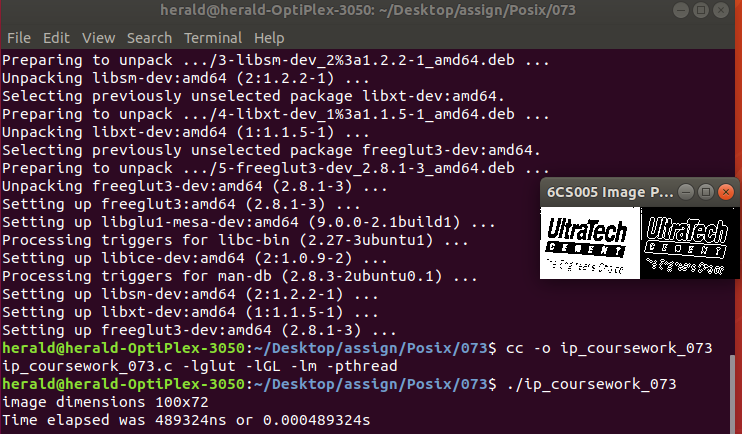 herald@herald-OptiPlex-3050: ~/Desktop/assign/Posix/073
File Edit View Search Terminal Help
Preparing to unpack .../3-libsm-dev_2%3a1.2.2-1_amd64.deb ...
Unpacking libsm-dev:amd64 (2:1.2.2-1) ...
Selecting previously unselected package libxt-dev:amd64.
Preparing to unpack .../4-libxt-dev_1%3a1.1.5-1_amd64.deb ...
Unpacking libxt-dev:amd64 (1:1.1.5-1) ...
Selecting previously unselected package freeglut3-dev:amd64.
Preparing to unpack .../5-freeglut3-dev_2.8.1-3_amd64.deb ...
Unpacking freeglut3-dev:amd64 (2.8.1-3) ...
Setting up freeglut3:amd64 (2.8.1-3) ...
Setting up libglu1-mesa-dev:amd64 (9.0.0-2.1build1) ...
Processing triggers for libc-bin (2.27-3ubuntu1) ...
Setting up libice-dev:amd64 (2:1.0.9-2) ...
Processing triggers for man-db (2.8.3-2ubuntu0.1) ...
Setting up libsm-dev:amd64 (2:1.2.2-1) ...
Setting up libxt-dev:amd64 (1:1.1.5-1) ...
Setting up freeglut3-dev:amd64 (2.8.1-3) ...
herald@herald-OptiPlex-3050:~/Desktop/assign/Posix/073$ cc -o ip_coursework_073
ip_coursework_073.c -lglut -lGL -lm -pthread
herald@herald-OptiPlex-3050:~/Desktop/assign/Posix/073$ ./ip_coursework_073
image dimensions 100x72
Time elapsed was 489324ns or 0.000489324s
6CS005 Image P...
UltraTech
CEMENT
The Engineer's Choice
UltraTech
CEMENT
The Engineer's Choice